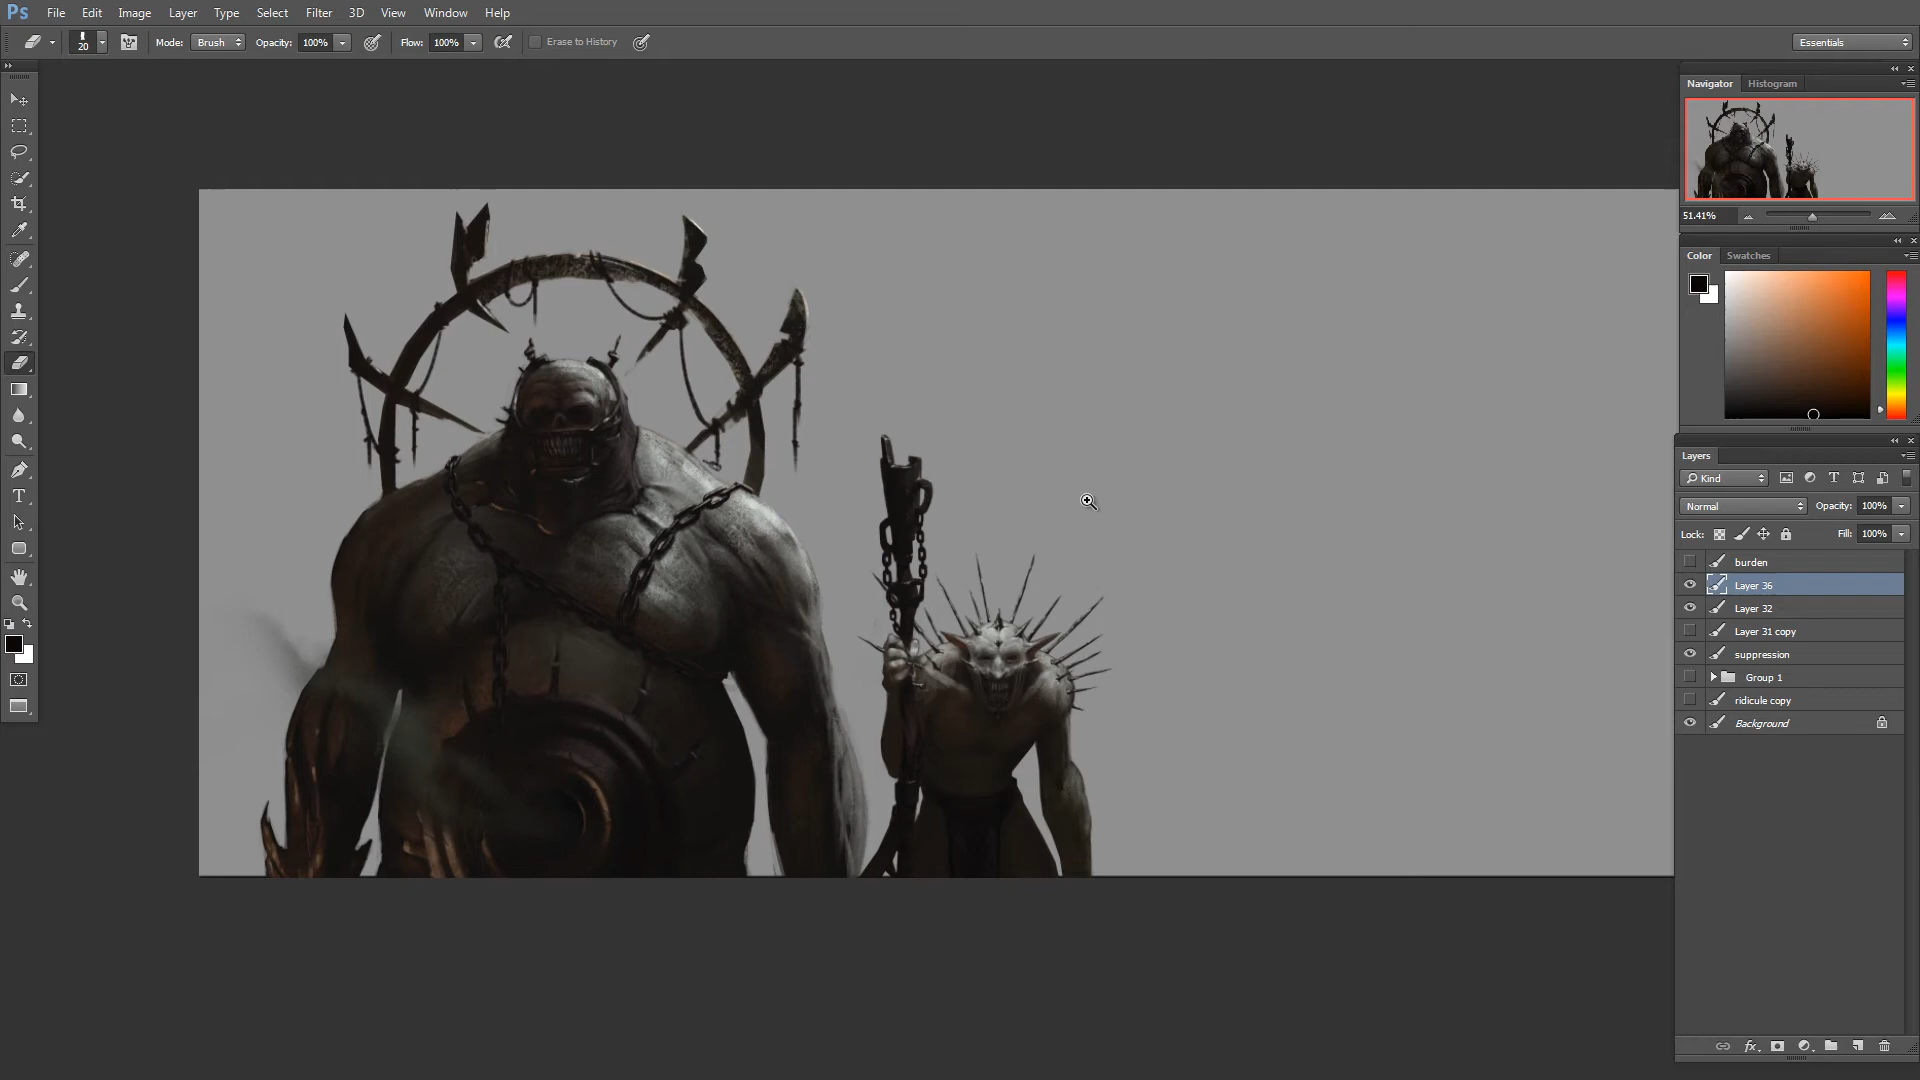 Ps File Edit Image Layer Type Select Filter 3D View Window Help
20 Mode: Brush Opacity: 100% Flow: 100% Erase to History Essentials
Navigator Histogram
51.41%
Color Swatches
Layers
Kind T
Normal Opacity: 100%
Lock: Fill: 100%
burden
Layer 36
Layer 32
Layer 31 copy
suppression
Group 1
ridicule copy
Background
fx